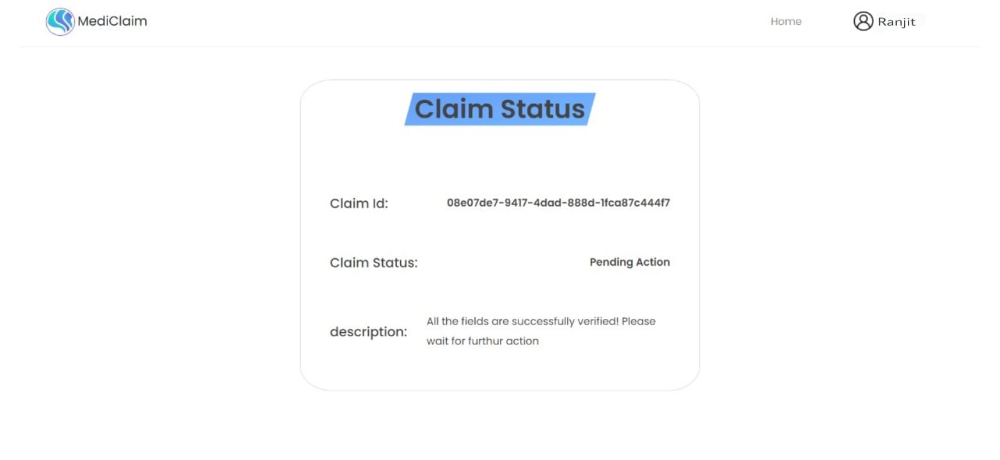 MediClaim
Home
Ranjit
Claim Status
Claim Id:
08e07de7-9417-4dad-888d-1fca87c444f7
Claim Status:
Pending Action
description:
All the fields are successfully verified! Please
wait for furthur action